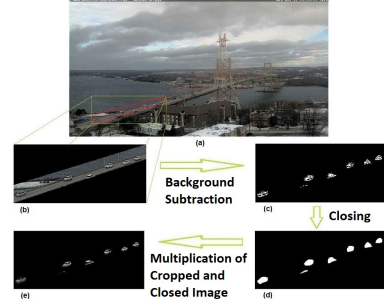 (a)
Background
Subtraction
(b)
(c)
Closing
Multiplication of
Cropped and
Closed Image
(e)
(d)